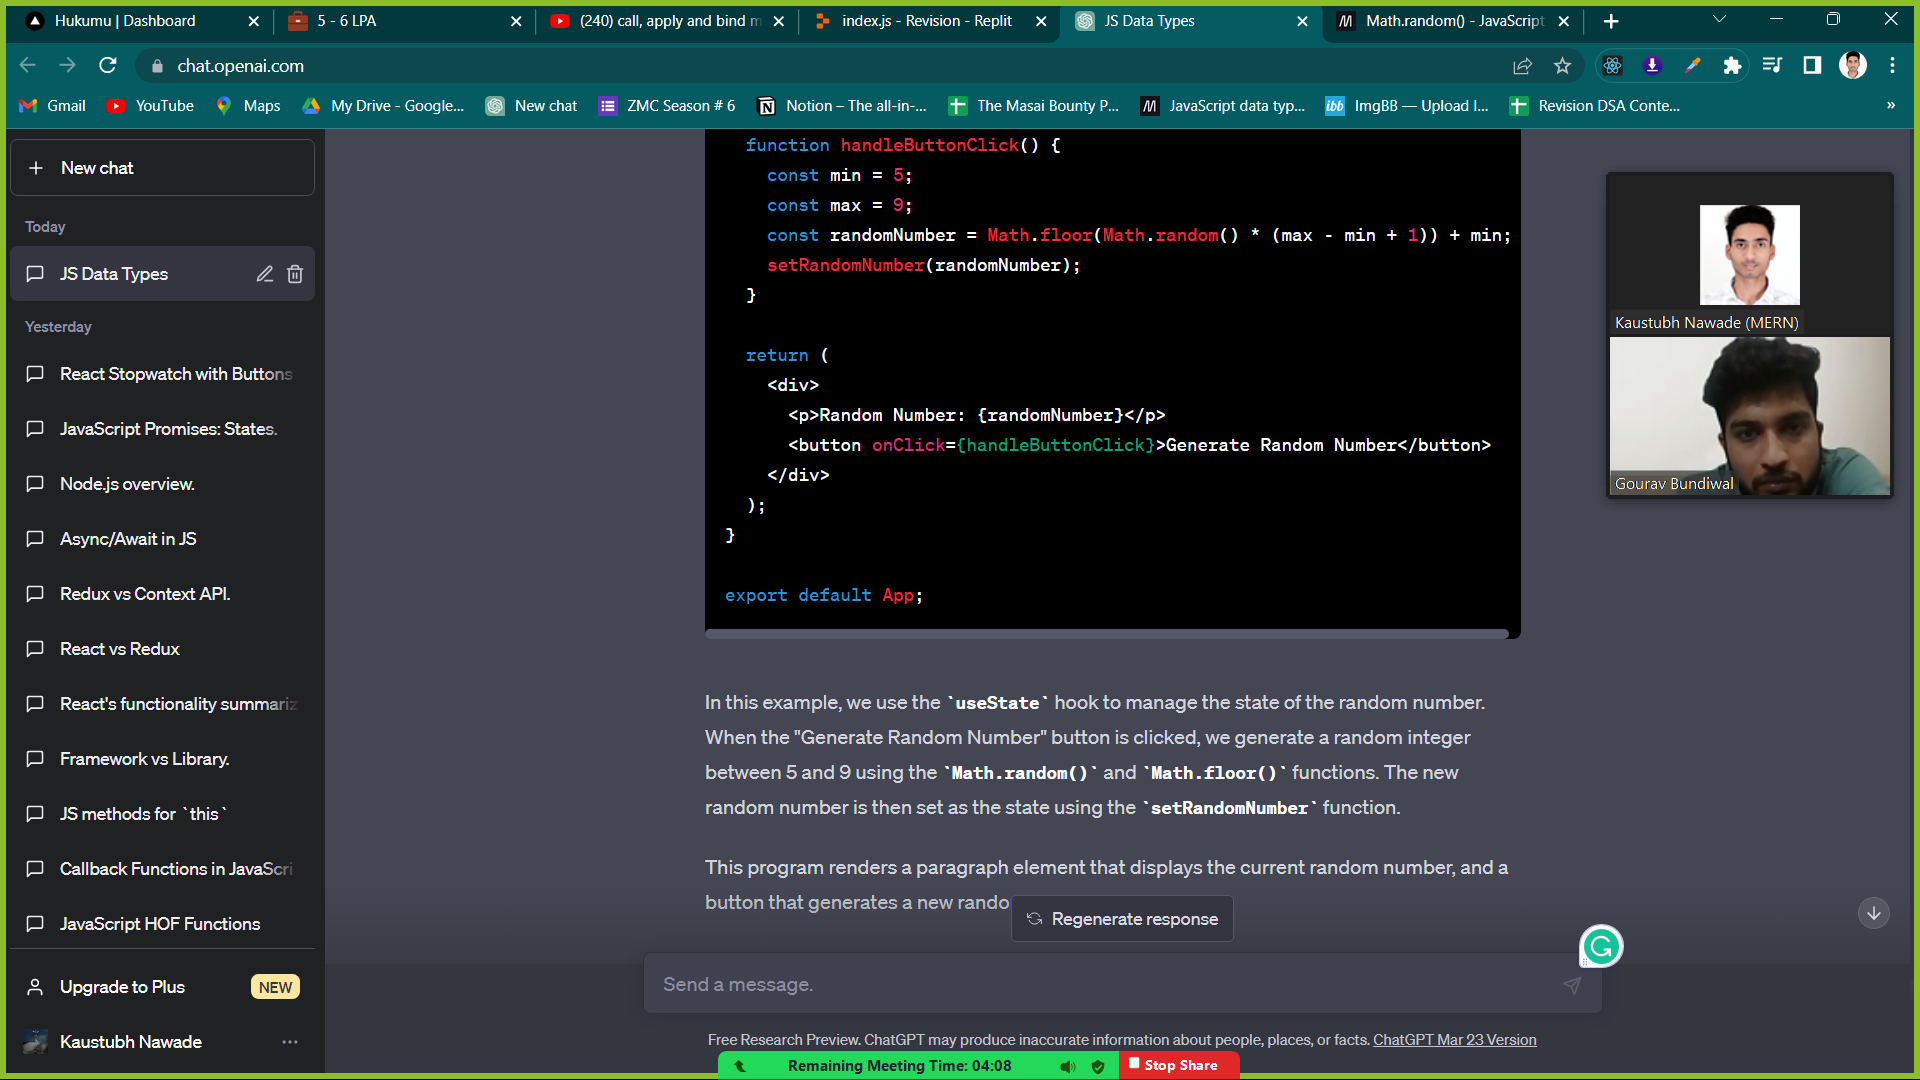 Hukumu | Dashboard
5 - 6 LPA
(240) call, apply and bind m
index.js - Revision - Replit
JS Data Types
Math.random() - JavaScript
chat.openai.com
Gmail
YouTube
Maps
My Drive - Google...
New chat
ZMC Season # 6
Notion – The all-in-...
The Masai Bounty P...
JavaScript data typ...
ibb
ImgBB — Upload I...
Revision DSA Conte...
»
New chat
Today
JS Data Types
Yesterday
React Stopwatch with Buttons
JavaScript Promises: States.
Node.js overview.
Async/Await in JS
Redux vs Context API.
React vs Redux
React's functionality summariz
Framework vs Library.
JS methods for `this`
Callback Functions in JavaScri
JavaScript HOF Functions
Upgrade to Plus
NEW
Kaustubh Nawade
function handleButtonClick() {
const min = 5;
const max = 9;
const randomNumber = Math.floor(Math.random() * (max - min + 1)) + min;
setRandomNumber(randomNumber);
}
return (
<div>
<p>Random Number: {randomNumber}</p>
<button onClick={handleButtonClick}>Generate Random Number</button>
</div>
);
}
export default App;
In this example, we use the `useState` hook to manage the state of the random number.
When the "Generate Random Number" button is clicked, we generate a random integer
between 5 and 9 using the `Math.random()` and `Math.floor()` functions. The new
random number is then set as the state using the `setRandomNumber` function.
This program renders a paragraph element that displays the current random number, and a
button that generates a new rando
Regenerate response
Send a message.
Free Research Preview. ChatGPT may produce inaccurate information about people, places, or facts. ChatGPT Mar 23 Version
Remaining Meeting Time: 04:08
Stop Share
Kaustubh Nawade (MERN)
Gourav Bundiwal